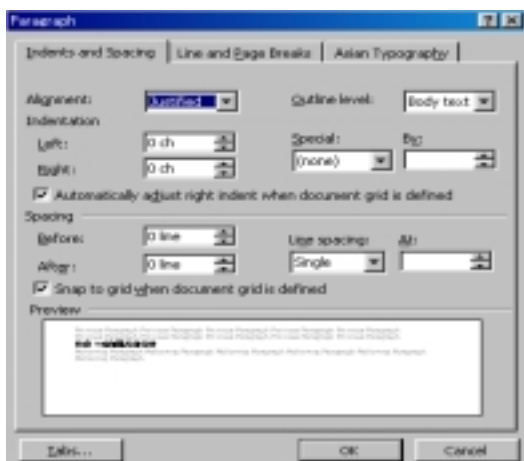 Paragraph
Indents and Spacing Line and Page Breaks Asian Typography
Alignment: Justified Outline level: Body text
Indentation
Left: 0 ch Special: By:
Right: 0 ch (none)
Automatically adjust right indent when document grid is defined
Spacing
Before: 0 line Line spacing: At:
After: 0 line Single
Snap to grid when document grid is defined
Preview
Tabs... OK Cancel